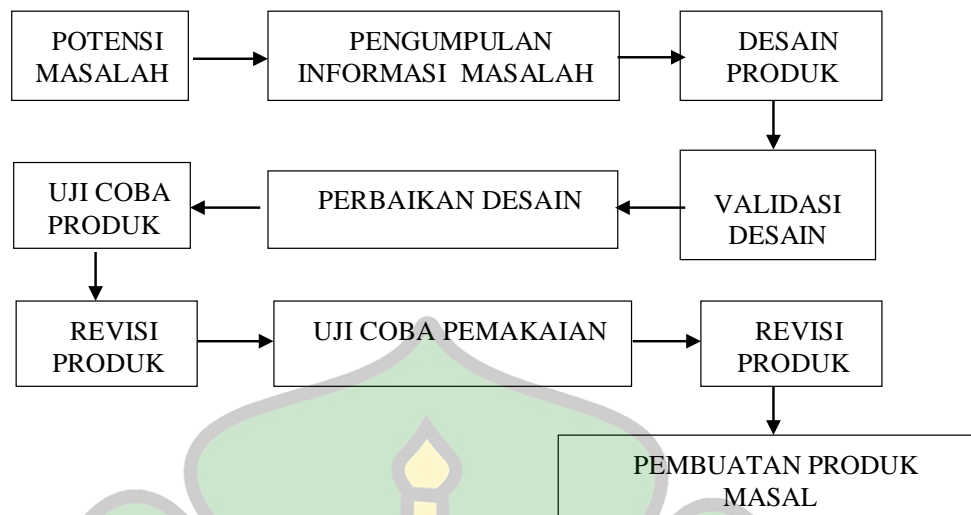 POTENSI
MASALAH
PENGUMPULAN
INFORMASI MASALAH
DESAIN
PRODUK
VALIDASI
DESAIN
PERBAIKAN DESAIN
UJI COBA
PRODUK
REVISI
PRODUK
UJI COBA PEMAKAIAN
REVISI
PRODUK
PEMBUATAN PRODUK
MASAL